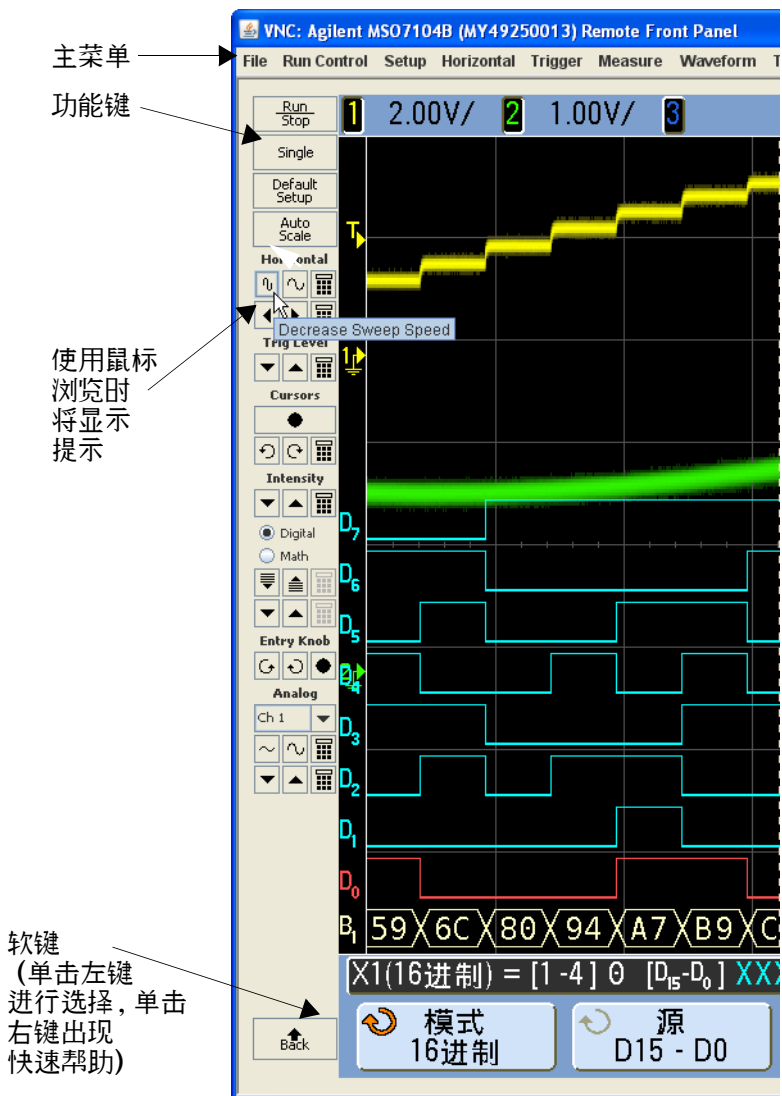 VNC: Agilent MSO7104B (MY49250013) Remote Front Panel
主菜单
File Run Control Setup Horizontal Trigger Measure Waveform
功能键
Run
Stop
1 2.00V/ 2 1.00V/ 3
Single
Default
Setup
Auto
Scale
T
Horizontal
Decrease Sweep Speed
使用鼠标
浏览时
将显示
提示
Trig Level
1
Cursors
Intensity
Digital
Math
D7
D6
D5
Entry Knob
D4
Analog
Ch 1
D3
D2
D1
D0
B1 59 6C 80 94 A7 B9 C
软键
(单击左键
进行选择,单击
右键出现
快速帮助)
X1(16进制) = [1 -4] 0 [D15-D0] XXX
Back
模式
16进制
源
D15 - D0